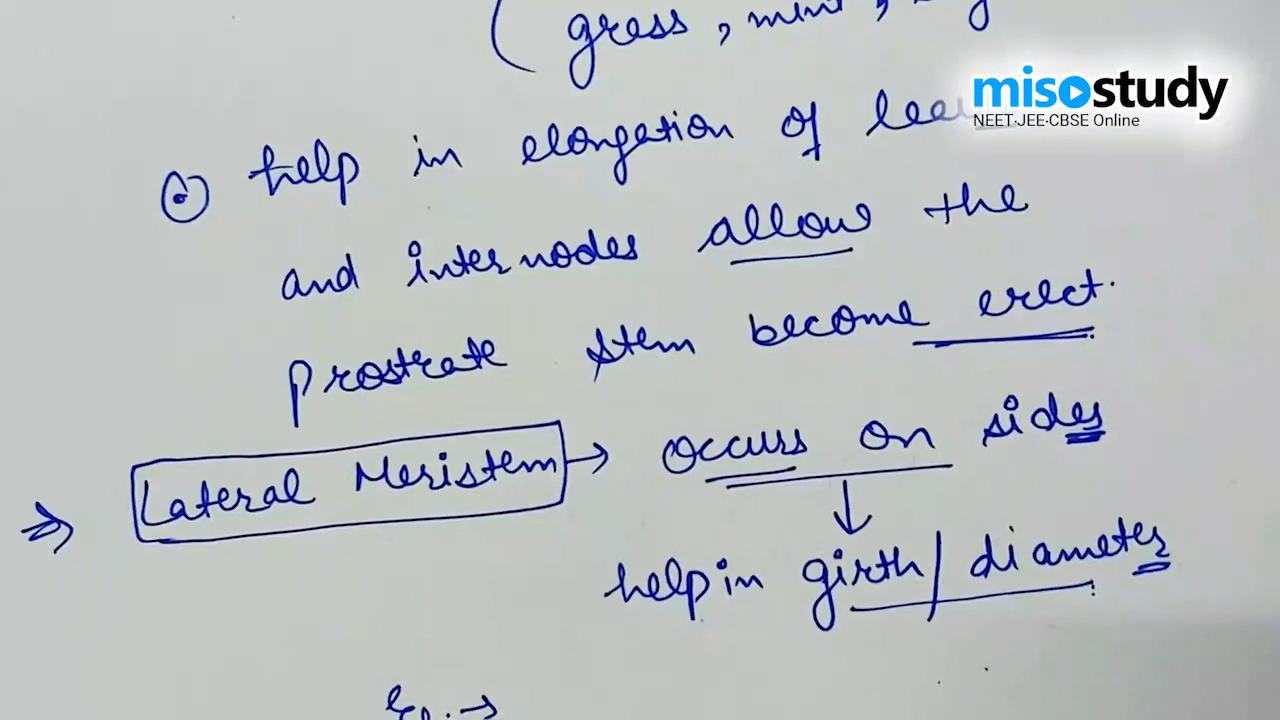 (grass, mint,
misostudy
NEET-JEE-CBSE Online
⊙ help in elongation of
and internodes allow the
prostrate stem become erect.
⇒ Lateral Meristem → occurs on sides
↓
help in girth/diameter